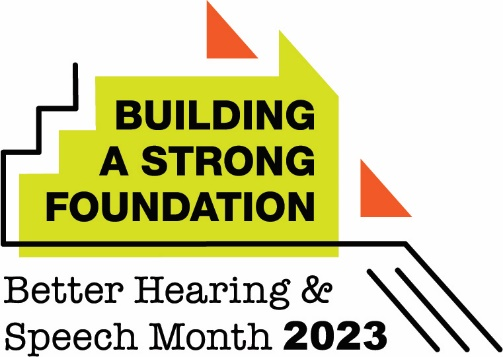 BUILDING
A STRONG
FOUNDATION
Better Hearing &
Speech Month 2023